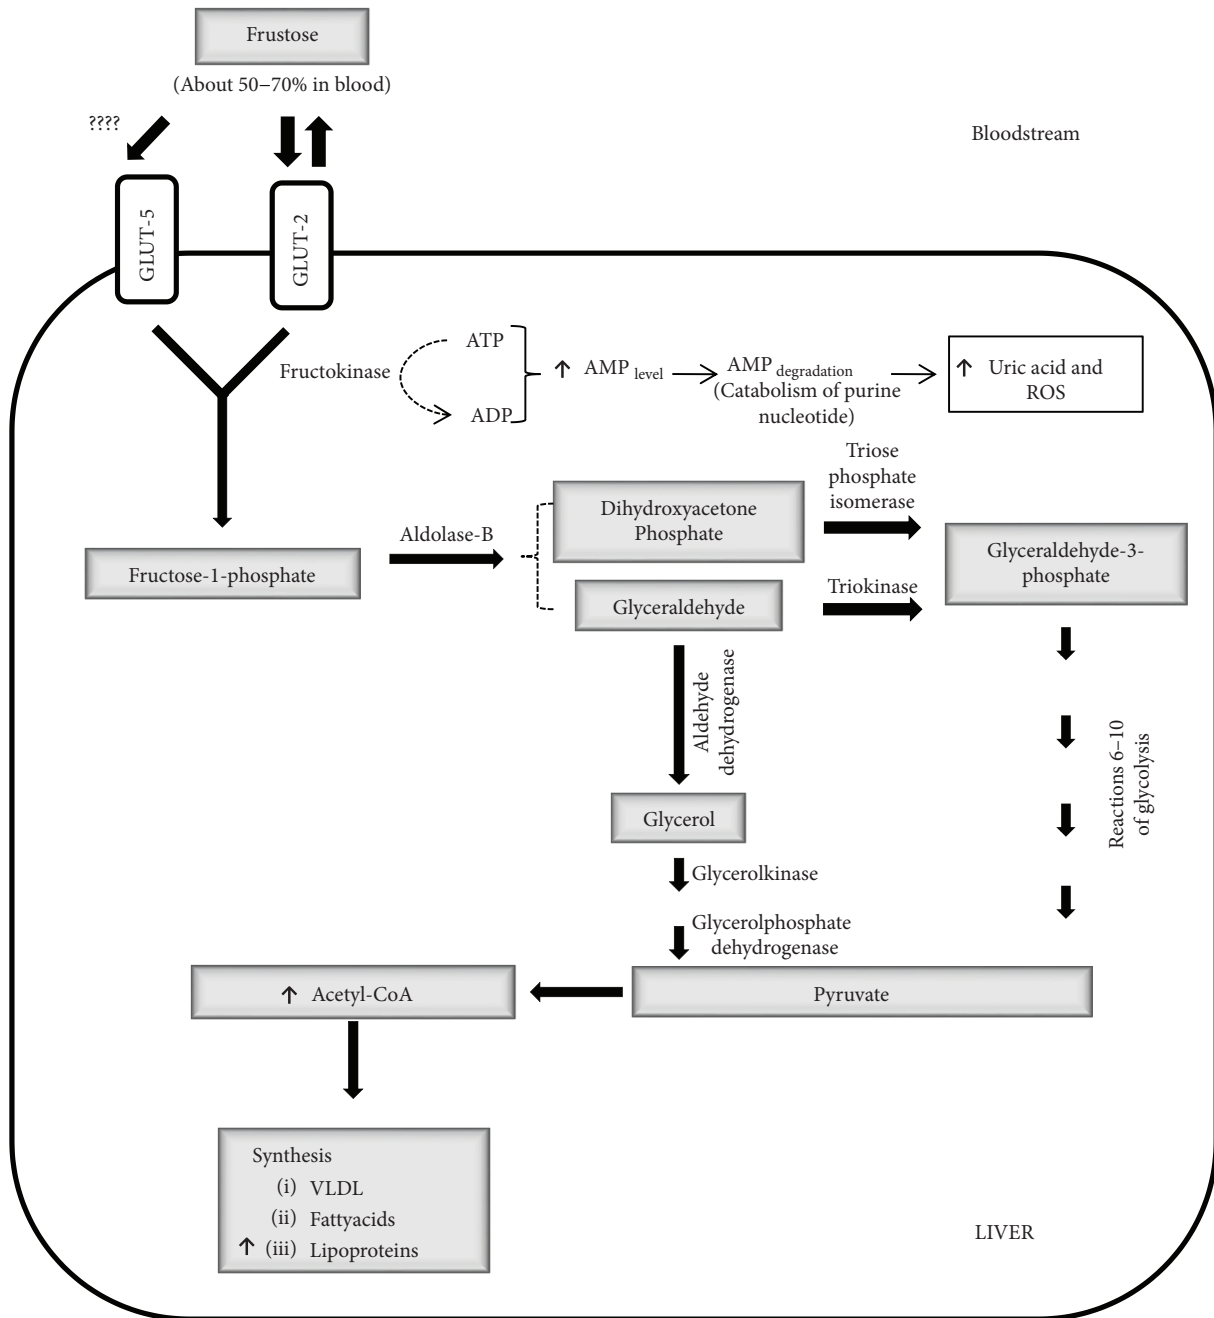 Frustose
(About 50−70% in blood)
????
Bloodstream
GLUT-5
GLUT-2
Fructokinase
ATP
ADP
↑ AMP level
AMP degradation
(Catabolism of purine
nucleotide)
↑ Uric acid and
ROS
Triose
phosphate
isomerase
Dihydroxyacetone
Phosphate
Aldolase-B
Fructose-1-phosphate
Glyceraldehyde-3-
phosphate
Triokinase
Glyceraldehyde
Aldehyde
dehydrogenase
Reactions 6−10
of glycolysis
Glycerol
Glycerolkinase
Glycerolphosphate
dehydrogenase
↑ Acetyl-CoA
Pyruvate
Synthesis
(i) VLDL
(ii) Fattyacids
↑ (iii) Lipoproteins
LIVER